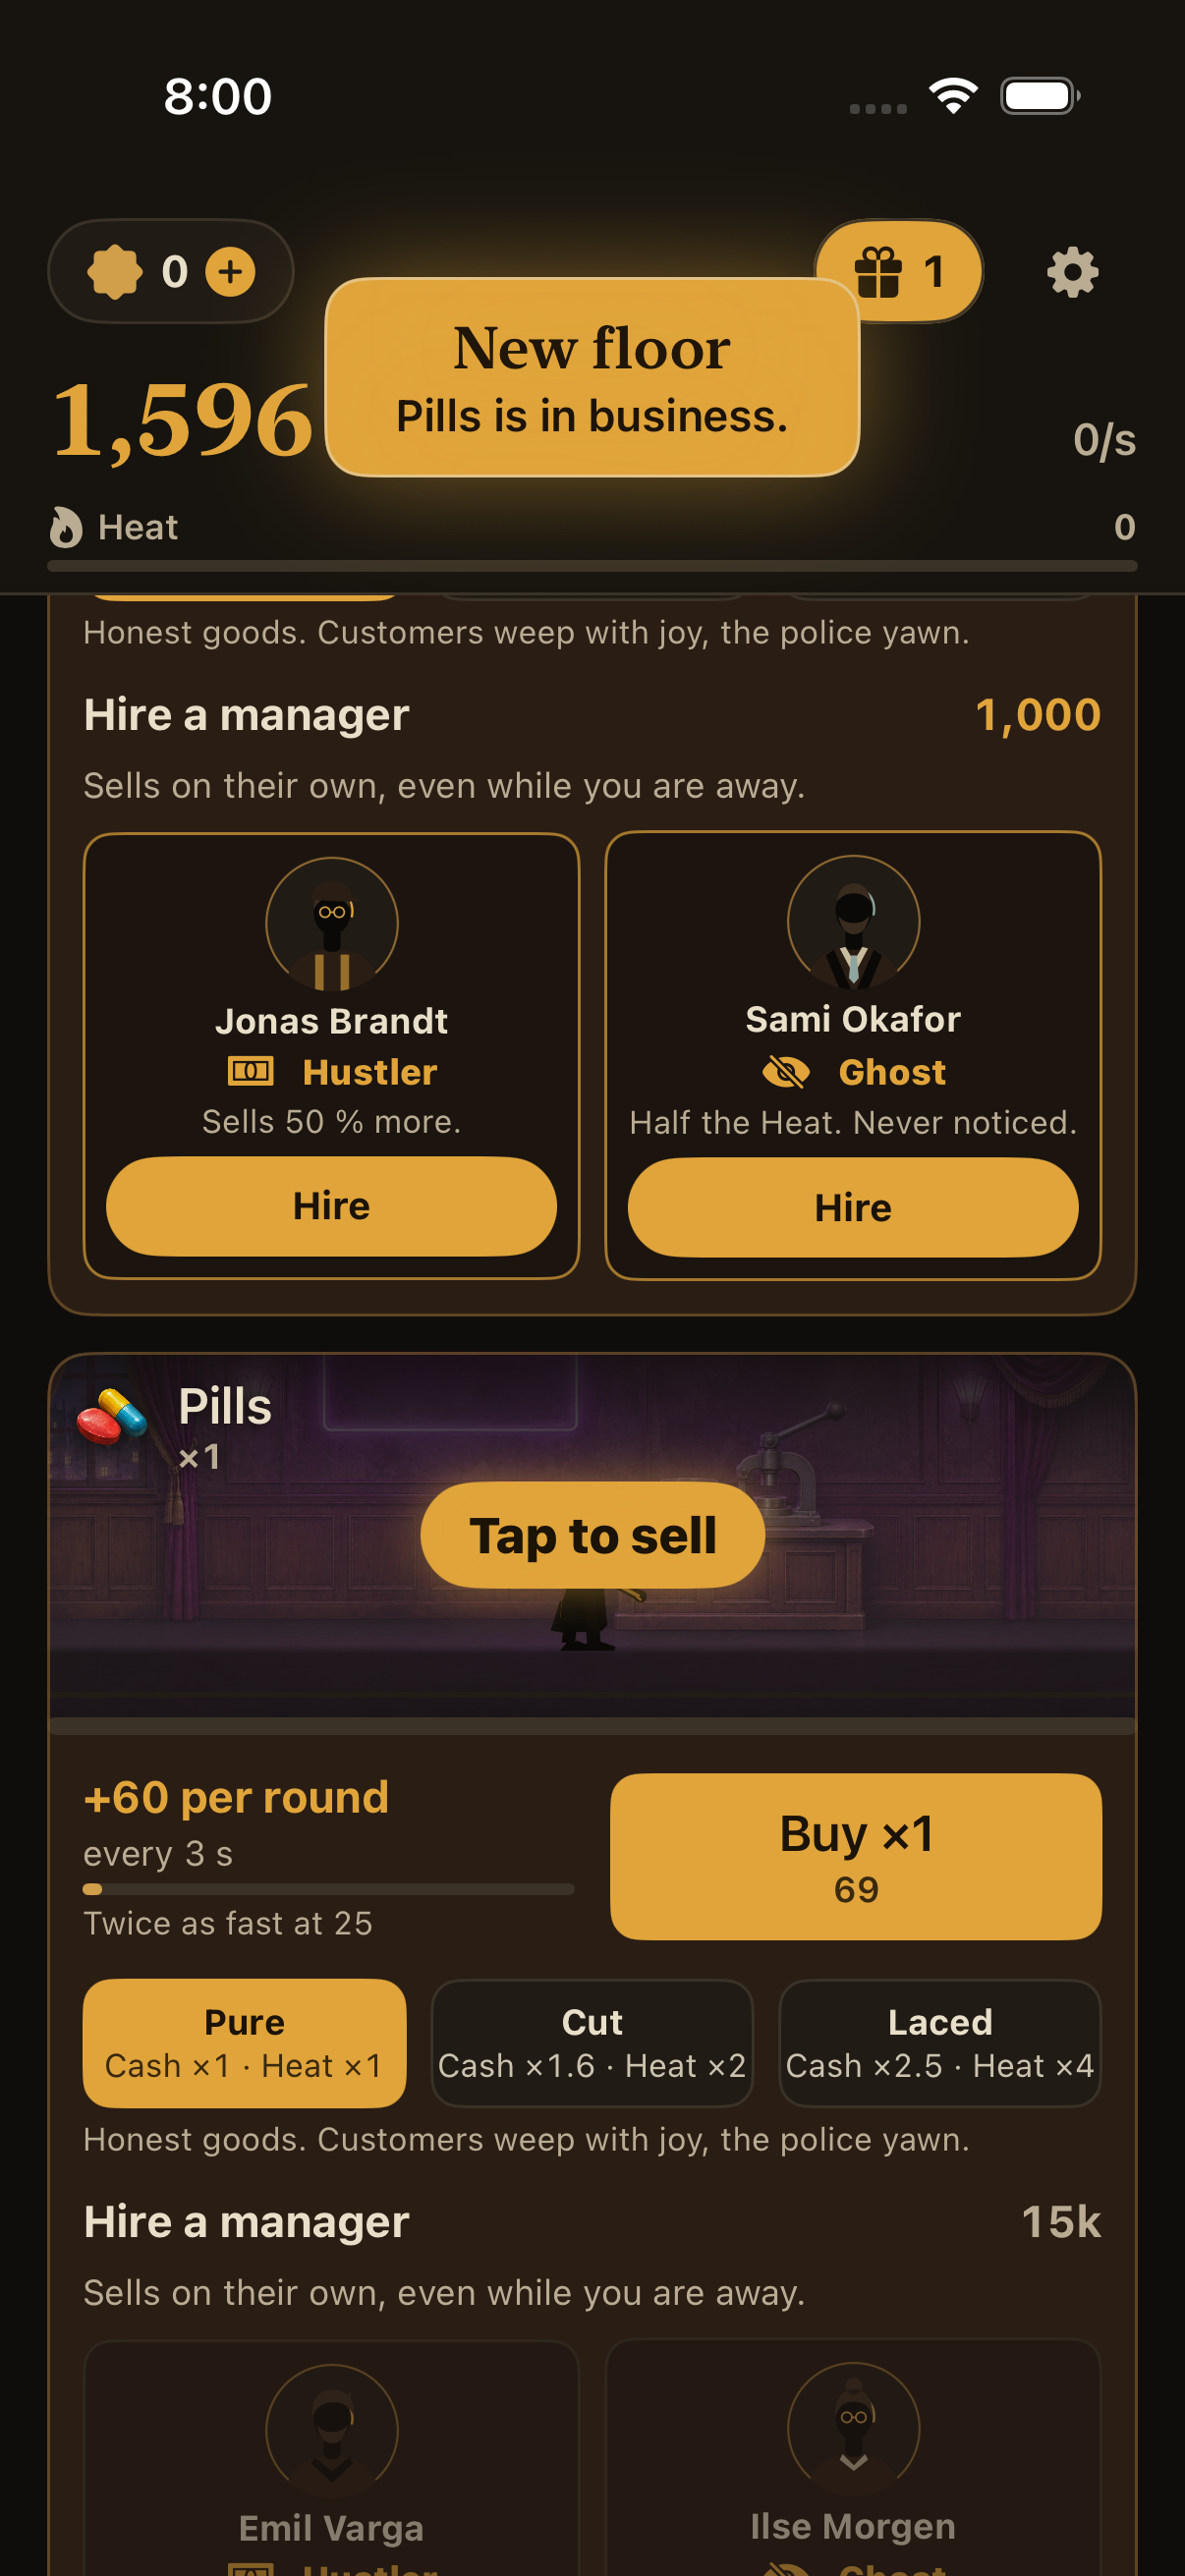 8:00
0
1
New floor
Pills is in business.
1,596
0/s
Heat
0
Honest goods. Customers weep with joy, the police yawn.
Hire a manager
1,000
Sells on their own, even while you are away.
Jonas Brandt
Hustler
Sells 50 % more.
Hire
Sami Okafor
Ghost
Half the Heat. Never noticed.
Hire
Pills
×1
Tap to sell
+60 per round
every 3 s
Twice as fast at 25
Buy ×1
69
Pure
Cash ×1 · Heat ×1
Cut
Cash ×1.6 · Heat ×2
Laced
Cash ×2.5 · Heat ×4
Honest goods. Customers weep with joy, the police yawn.
Hire a manager
15k
Sells on their own, even while you are away.
Emil Varga
Hustler
Ilse Morgen
Ghost